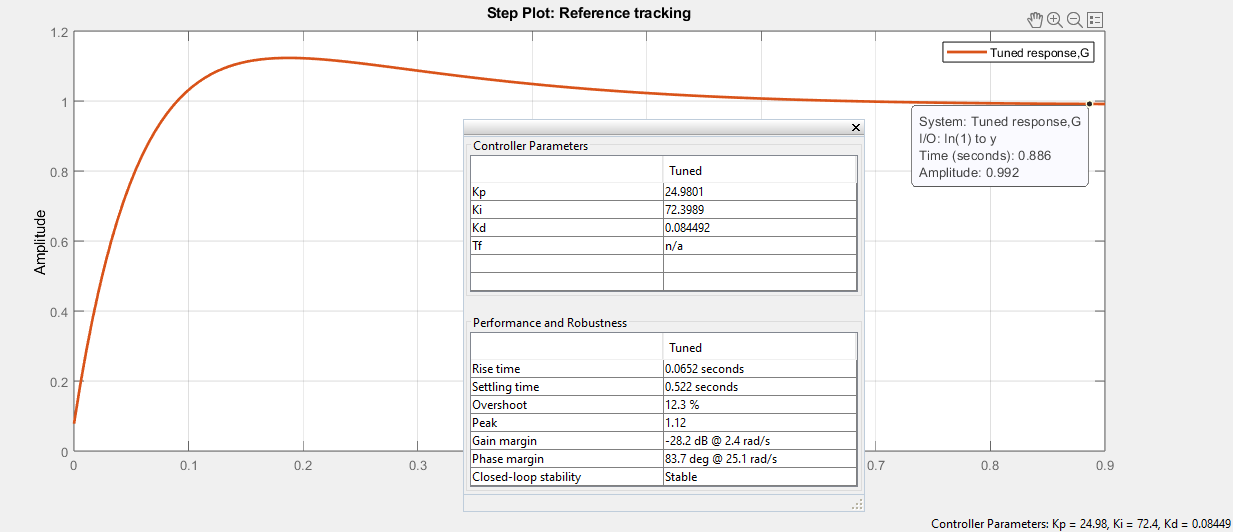 Step Plot: Reference tracking
1.2
1
0.8
0.6
0.4
0.2
0
Amplitude
0
0.1
0.2
0.3
0.7
0.8
0.9
Tuned response,G
System: Tuned response,G
I/O: In(1) to y
Time (seconds): 0.886
Amplitude: 0.992
Controller Parameters
Tuned
Kp 24.9801
Ki 72.3989
Kd 0.084492
Tf n/a
Performance and Robustness
Tuned
Rise time 0.0652 seconds
Settling time 0.522 seconds
Overshoot 12.3 %
Peak 1.12
Gain margin -28.2 dB @ 2.4 rad/s
Phase margin 83.7 deg @ 25.1 rad/s
Closed-loop stability Stable
Controller Parameters: Kp = 24.98, Ki = 72.4, Kd = 0.08449